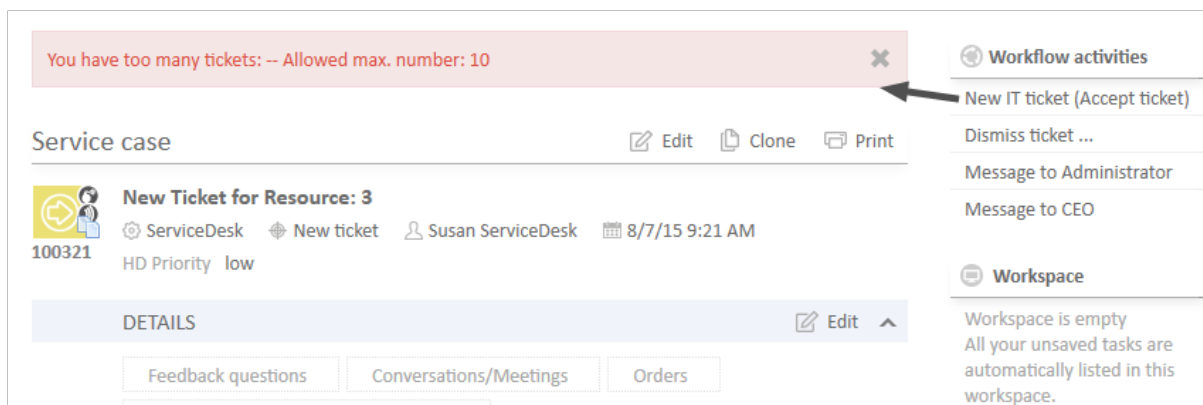 You have too many tickets: -- Allowed max. number: 10
Service case
Edit
Clone
Print
New Ticket for Resource: 3
ServiceDesk
New ticket
Susan ServiceDesk
8/7/15 9:21 AM
100321
HD Priority low
DETAILS
Edit
Feedback questions
Conversations/Meetings
Orders
Workflow activities
New IT ticket (Accept ticket)
Dismiss ticket ...
Message to Administrator
Message to CEO
Workspace
Workspace is empty
All your unsaved tasks are
automatically listed in this
workspace.